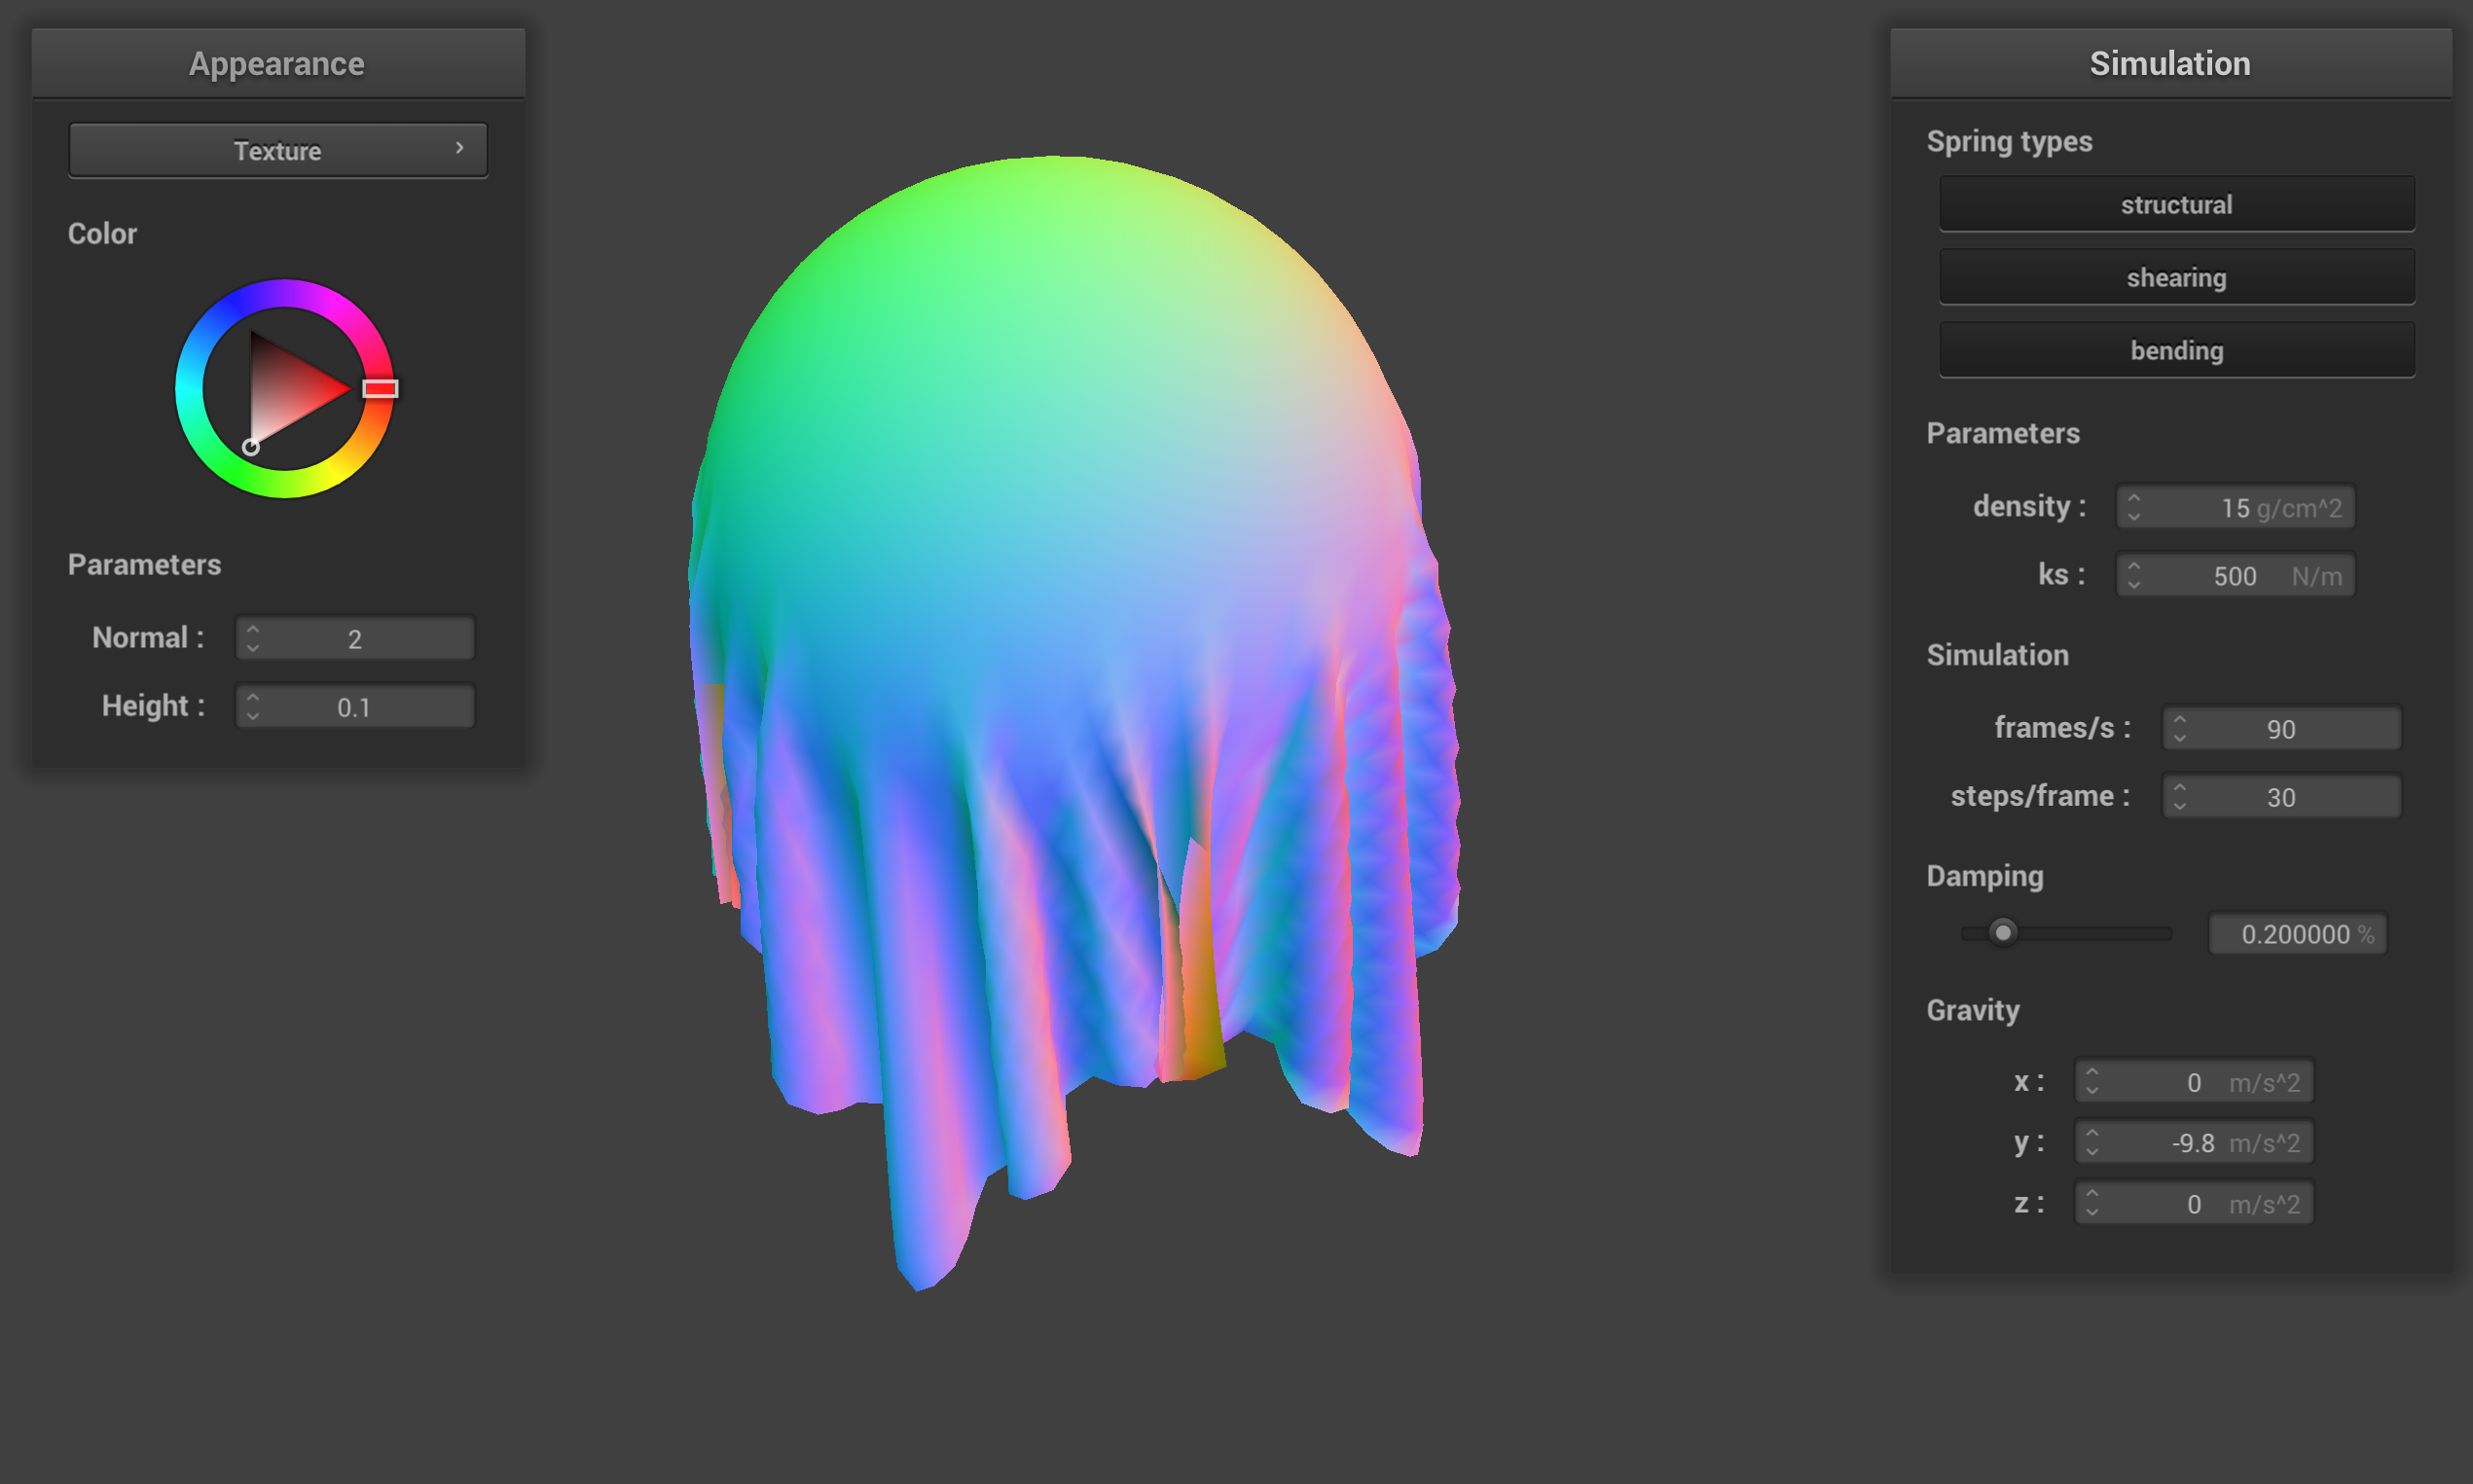 Appearance
Texture
Color
Parameters
Normal : 2
Height : 0.1
Simulation
Spring types
structural
shearing
bending
Parameters
density : 15 g/cm^2
ks : 500 N/m
Simulation
frames/s : 90
steps/frame : 30
Damping
0.200000 %
Gravity
x : 0 m/s^2
y : -9.8 m/s^2
z : 0 m/s^2